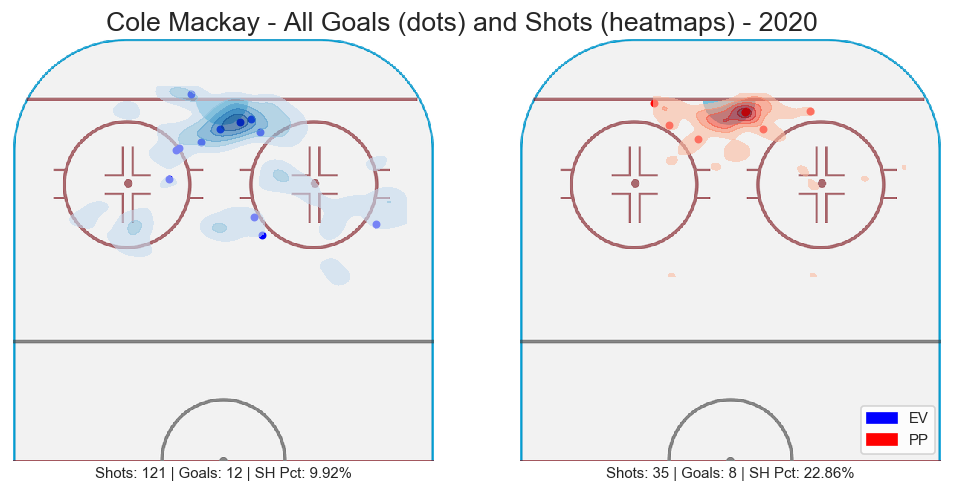 Cole Mackay - All Goals (dots) and Shots (heatmaps) - 2020
EV
PP
Shots: 121 | Goals: 12 | SH Pct: 9.92%
Shots: 35 | Goals: 8 | SH Pct: 22.86%